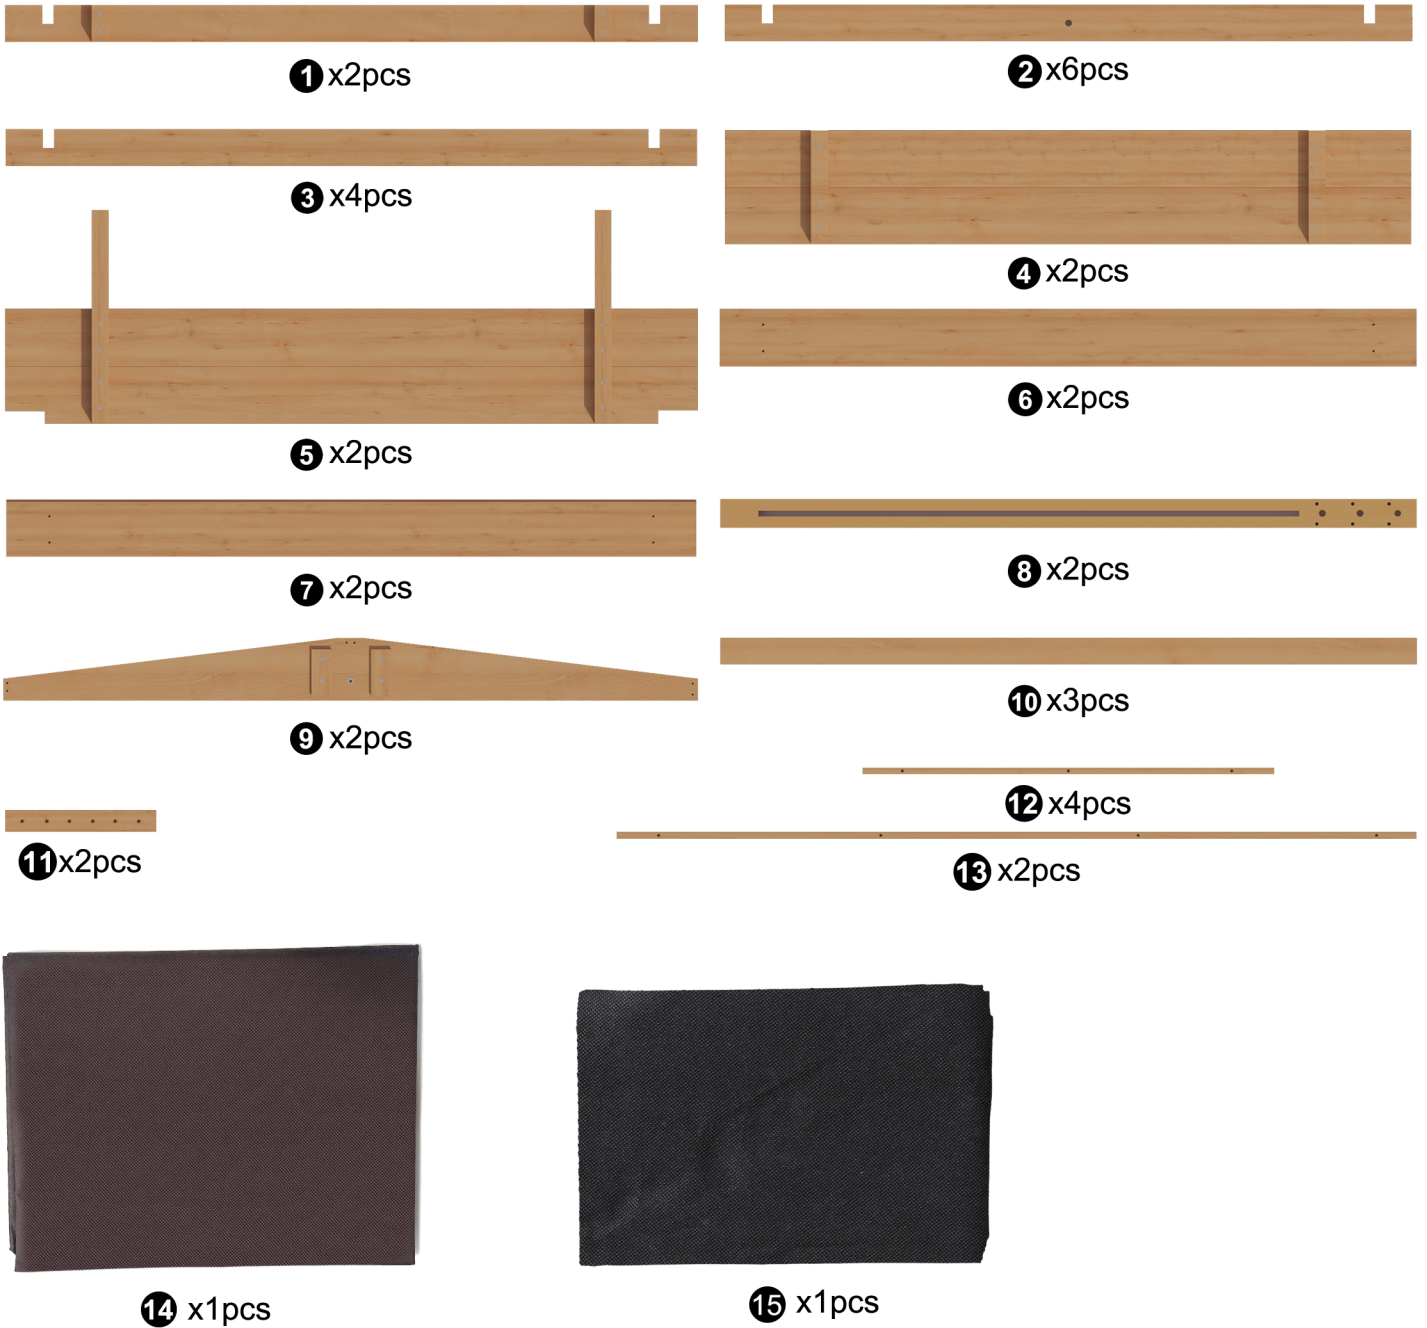 1 x2pcs
2 x6pcs
3 x4pcs
4 x2pcs
5 x2pcs
6 x2pcs
7 x2pcs
8 x2pcs
9 x2pcs
10 x3pcs
12 x4pcs
11 x2pcs
13 x2pcs
14 x1pcs
15 x1pcs